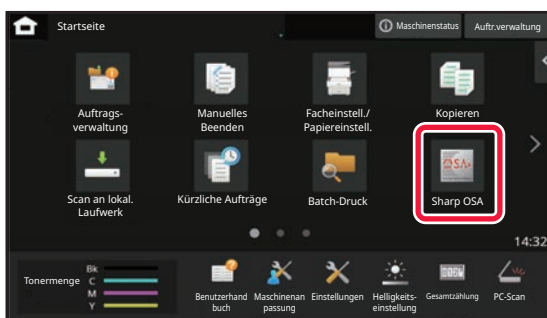 Startseite
Maschinenstatus
Auftr.verwaltung
Auftrags-
verwaltung
Manuelles
Beenden
Facheinstell./
Papiereinstell.
Kopieren
Scan an lokal.
Laufwerk
Kürzliche Aufträge
Batch-Druck
OSA
Sharp OSA
14:32
Tonermenge
Bk
C
M
Y
Benutzerhand
buch
Maschinenan
passung
Einstellungen
Helligkeits-
einstellung
Gesamtzählung
PC-Scan